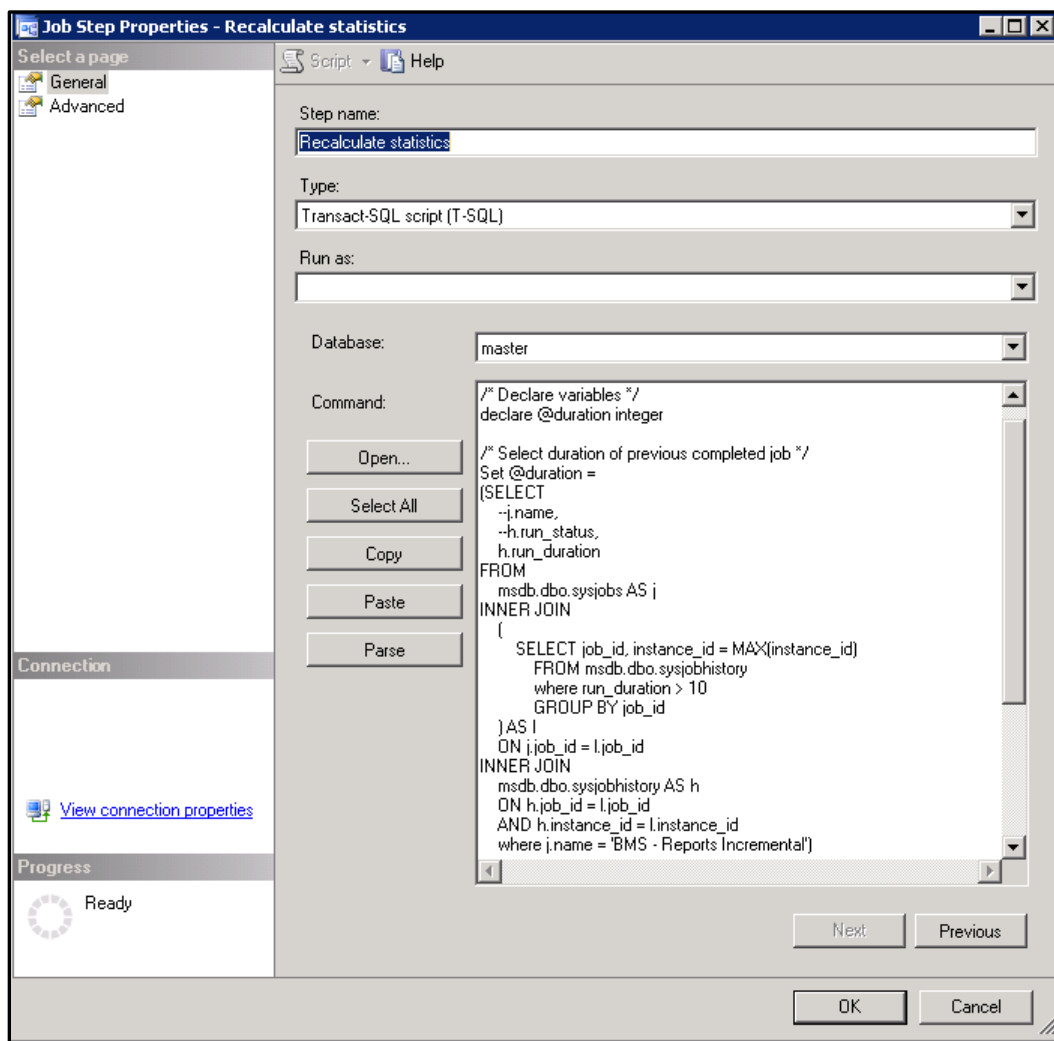 Job Step Properties - Recalculate statistics
Select a page
General
Advanced
Script
Help
Step name:
Recalculate statistics
Type:
Transact-SQL script (T-SQL)
Run as:
Database:
master
Command:
Open...
Select All
Copy
Paste
Parse
/* Declare variables */
declare @duration integer
/* Select duration of previous completed job */
Set @duration =
(SELECT
--j.name,
--h.run_status,
h.run_duration
FROM
msdb.dbo.sysjobs AS j
INNER JOIN
(
SELECT job_id, instance_id = MAX(instance_id)
FROM msdb.dbo.sysjobhistory
where run_duration > 10
GROUP BY job_id
) AS l
ON j.job_id = l.job_id
INNER JOIN
msdb.dbo.sysjobhistory AS h
ON h.job_id = l.job_id
AND h.instance_id = l.instance_id
where j.name = 'BMS - Reports Incremental')
Connection
View connection properties
Progress
Ready
Next
Previous
OK
Cancel